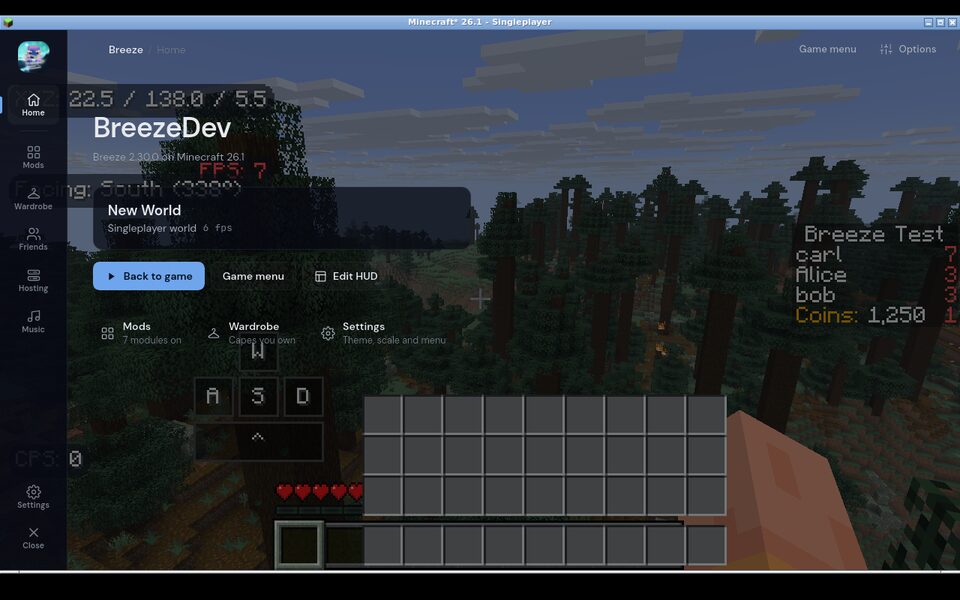 Minecraft* 26.1 - Singleplayer
Breeze / Home
Game menu
Options
22.5 / 138.0 / 5.5
Home
BreezeDev
Breeze 2.30.0 on Minecraft 26.1
FPS: 7
Mods
Facing: South (338°)
Wardrobe
New World
Singleplayer world 6 fps
Friends
Breeze Test
carl 7
Alice 3
bob 3
Coins: 1,250 1
Hosting
Back to game
Game menu
Edit HUD
Music
Mods
7 modules on
Wardrobe
Capes you own
Settings
Theme, scale and menu
W
A S D
^
CPS: 0
Settings
Close